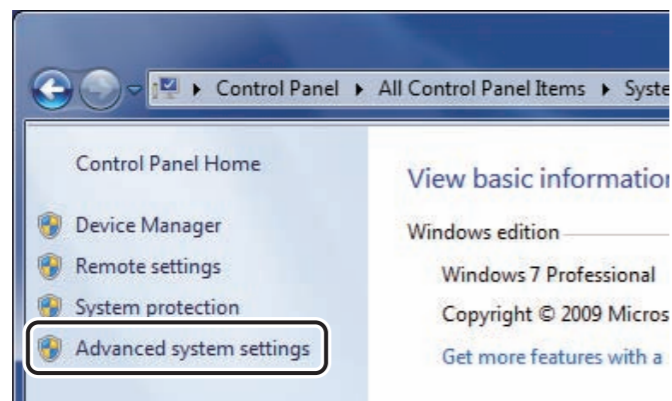 Control Panel ▸ All Control Panel Items ▸
Control Panel Home
Device Manager
Remote settings
System protection
Advanced system settings
View basic
Windows edition
Windows 7 Professional
Copyright © 2009
Get more features with a